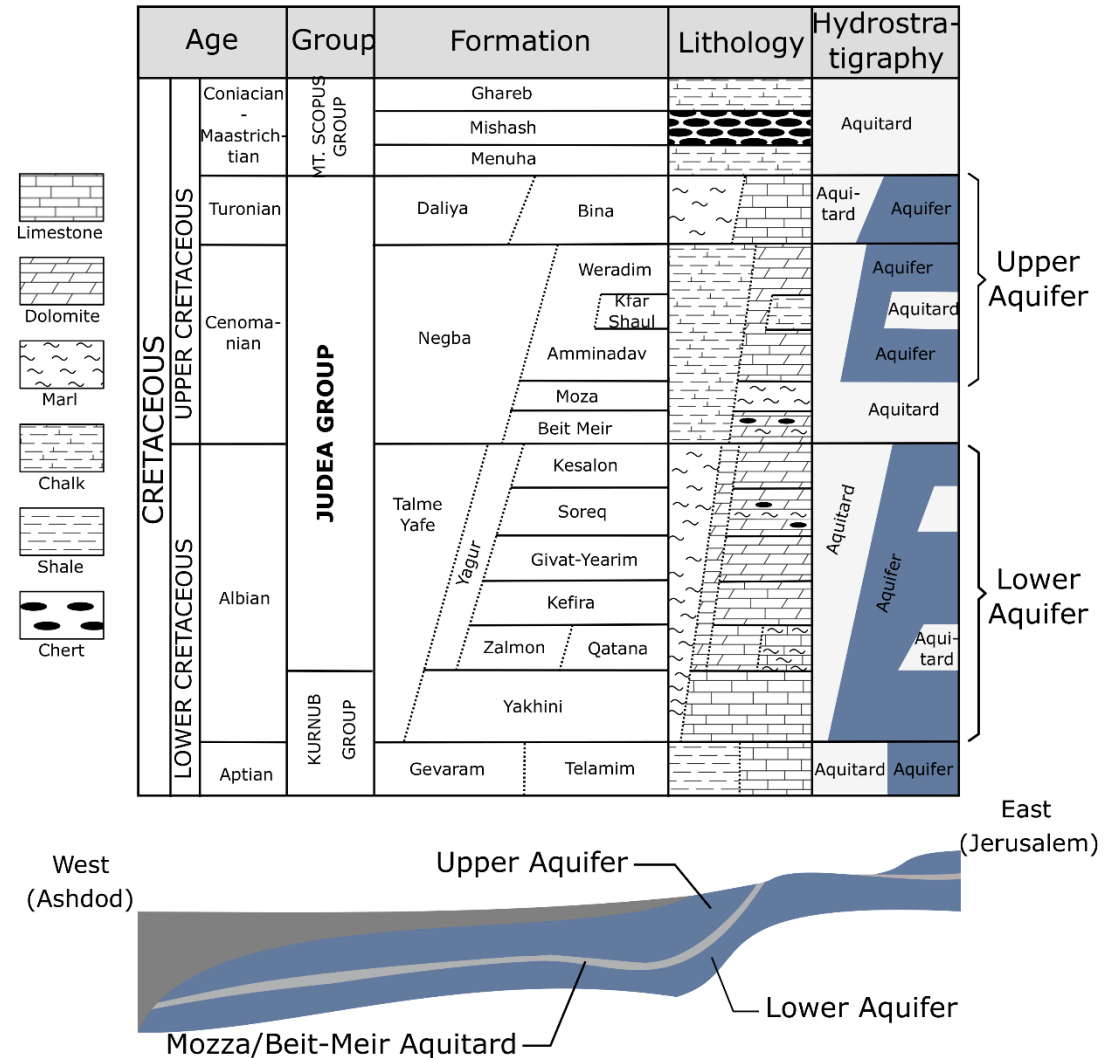 Age
Group
Formation
Lithology
Hydrostra-
tigraphy
CRETACEOUS
UPPER CRETACEOUS
LOWER CRETACEOUS
Coniacian
-
Maastrich-
tian
MT. SCOPUS
GROUP
Ghareb
Mishash
Menuha
Aquitard
Turonian
JUDEA GROUP
Daliya
Bina
Aqui-
tard
Aquifer
Cenoma-
nian
Negba
Weradim
Kfar
Shaul
Amminadav
Moza
Beit Meir
Aquifer
Aquitard
Aquifer
Aquitard
Upper
Aquifer
Albian
Talme
Yafe
Yagur
Kesalon
Soreq
Givat-Yearim
Kefira
Zalmon
Qatana
Aquitard
Aquifer
Aqui-
tard
Lower
Aquifer
KURNUB
GROUP
Yakhini
Aptian
Gevaram
Telamim
Aquitard
Aquifer
Limestone
Dolomite
Marl
Chalk
Shale
Chert
West
(Ashdod)
East
(Jerusalem)
Upper Aquifer
Lower Aquifer
Mozza/Beit-Meir Aquitard